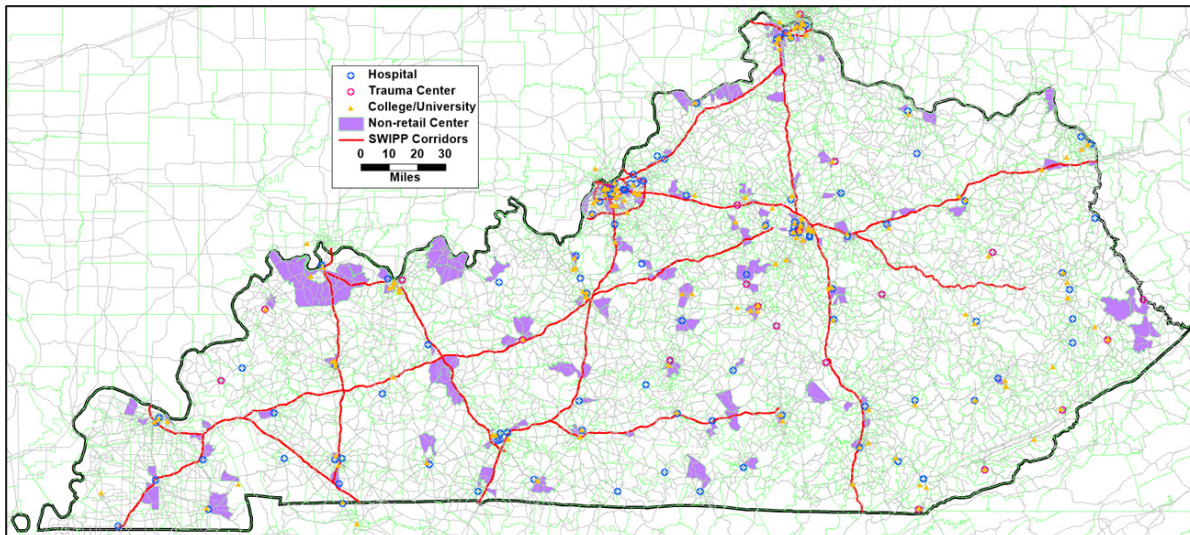 Hospital
Trauma Center
College/University
Non-retail Center
SWIPP Corridors
0 10 20 30
Miles